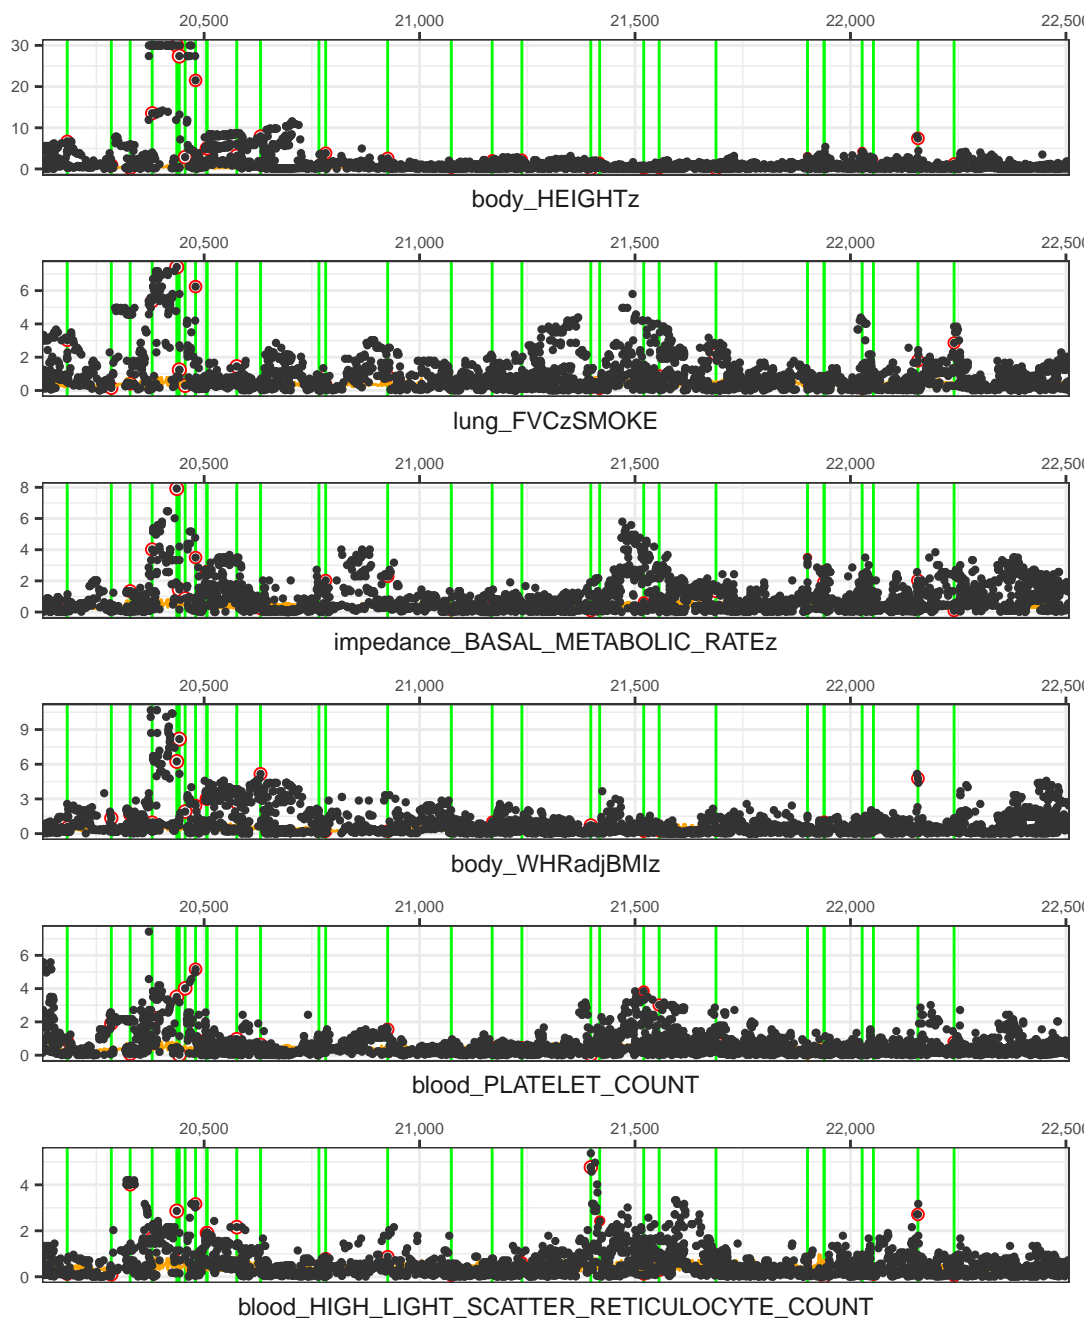 20,500 21,000 21,500 22,000 22,500
30
20
10
0
body_HEIGHTz
20,500 21,000 21,500 22,000 22,500
6
4
2
0
lung_FVCzSMOKE
20,500 21,000 21,500 22,000 22,500
8
6
4
2
0
impedance_BASAL_METABOLIC_RATEz
20,500 21,000 21,500 22,000 22,500
9
6
3
0
body_WHRadjBMIz
20,500 21,000 21,500 22,000 22,500
6
4
2
0
blood_PLATELET_COUNT
20,500 21,000 21,500 22,000 22,500
4
2
0
blood_HIGH_LIGHT_SCATTER_RETICULOCYTE_COUNT